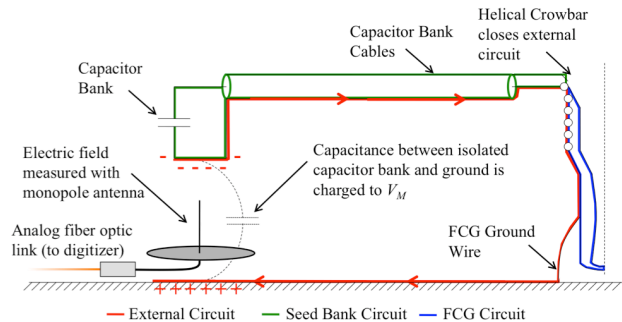 Helical Crowbar
closes external
circuit
Capacitor Bank
Cables
Capacitor
Bank
Electric field
measured with
monopole antenna
Capacitance between isolated
capacitor bank and ground is
charged to V_M
Analog fiber optic
link (to digitizer)
FCG Ground
Wire
- - - - - - -
+ + + + + + +
External Circuit Seed Bank Circuit FCG Circuit